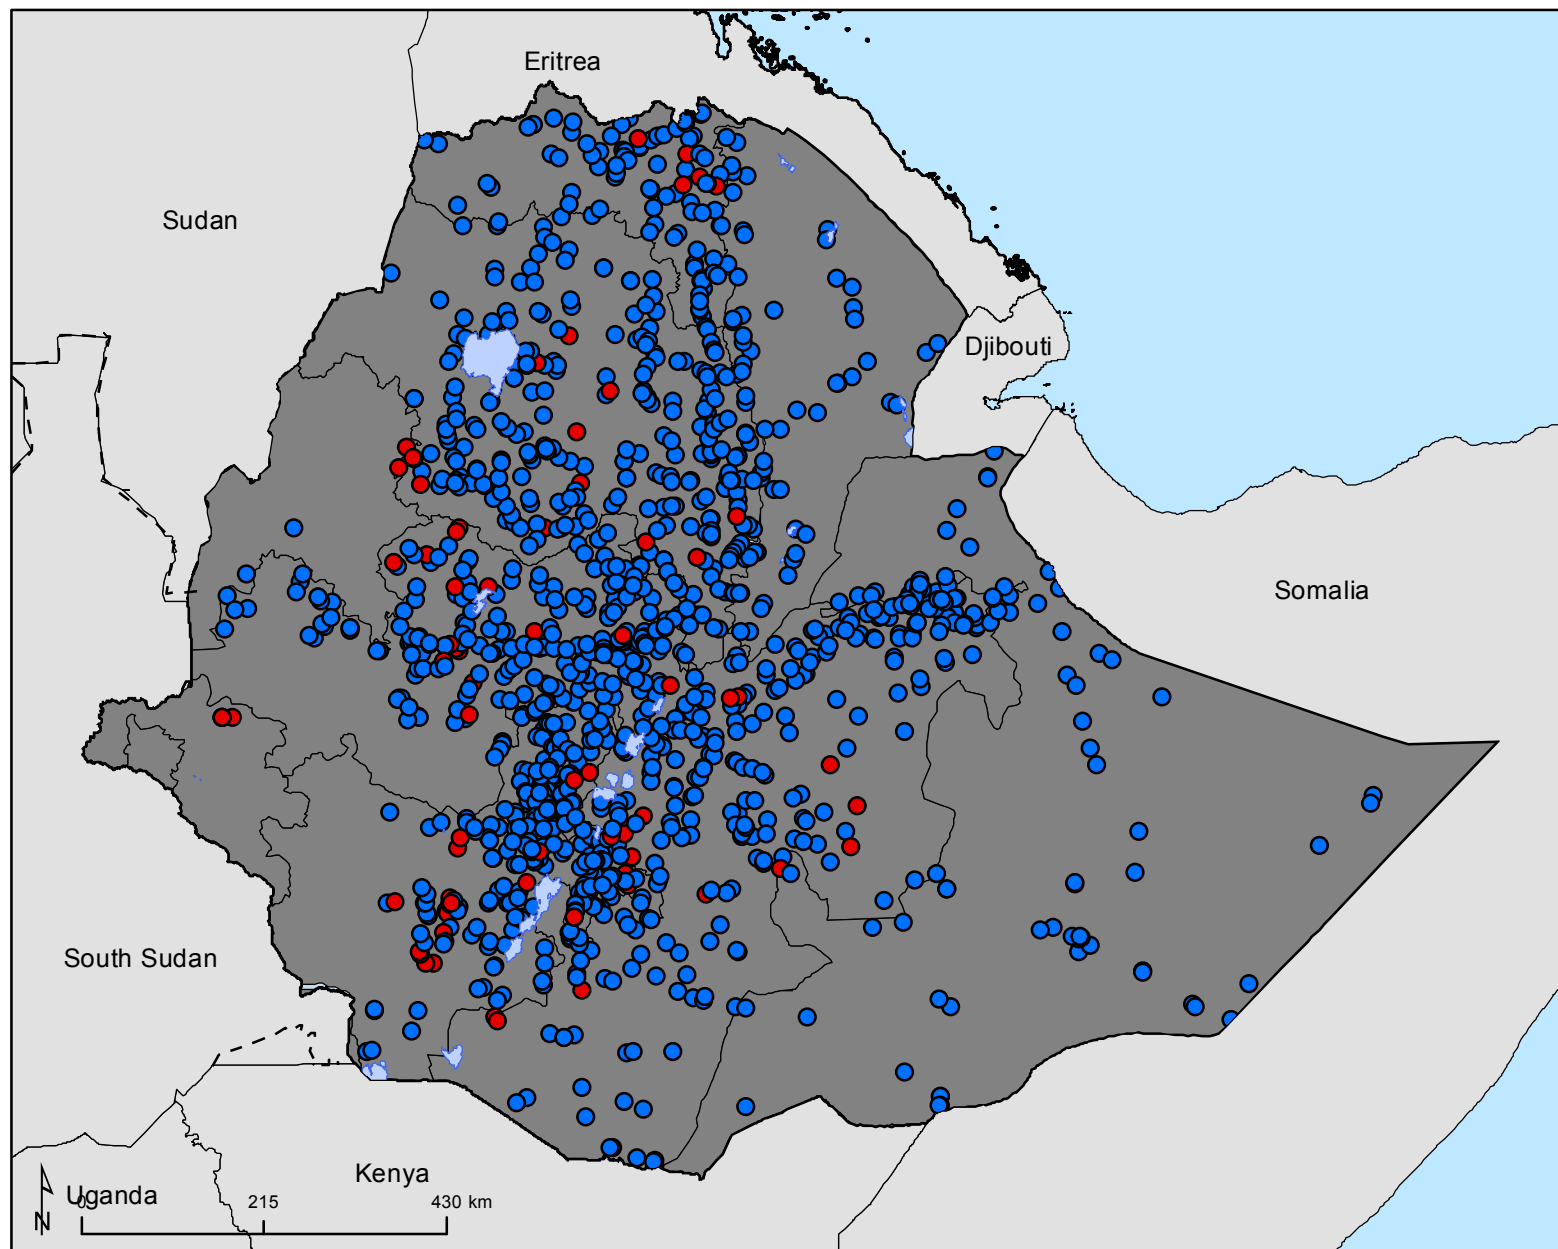 Eritrea
Sudan
Djibouti
Somalia
South Sudan
Kenya
Uganda
0 215 430 km
N